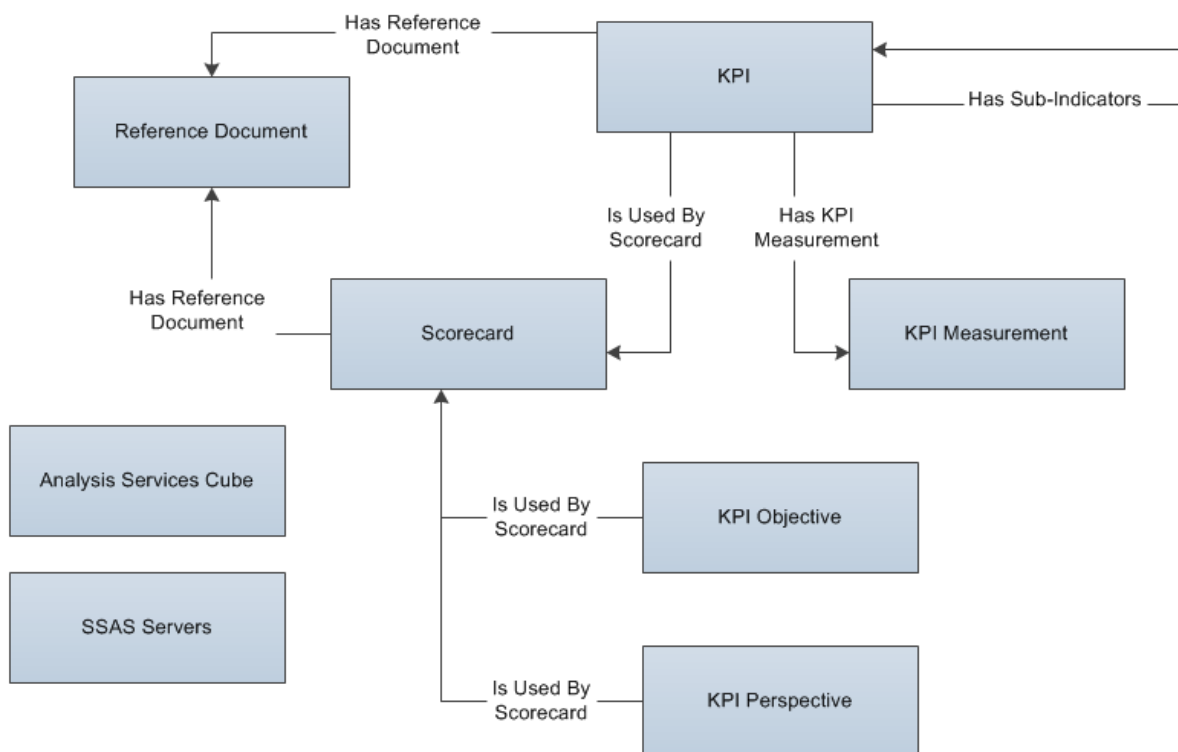 Has Reference
Document
KPI
Has Sub-Indicators
Reference Document
Is Used By
Scorecard
Has KPI
Measurement
Has Reference
Document
Scorecard
KPI Measurement
Analysis Services Cube
Is Used By
Scorecard
KPI Objective
SSAS Servers
Is Used By
Scorecard
KPI Perspective